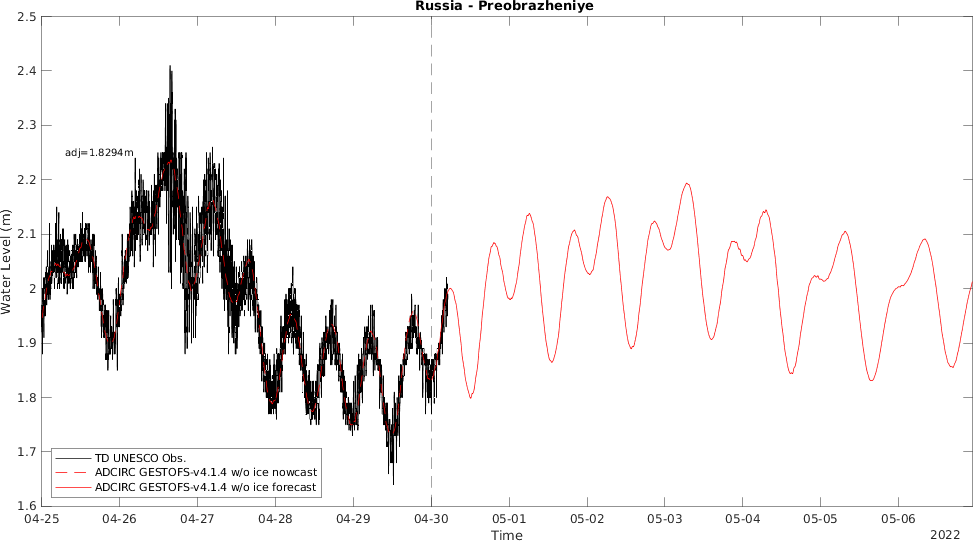 Russia - Preobrazheniye
2.5
2.4
2.3
2.2
2.1
2
1.9
1.8
1.7
1.6
Water Level (m)
adj=1.8294m
TD UNESCO Obs.
ADCIRC GESTOFS-v4.1.4 w/o ice nowcast
ADCIRC GESTOFS-v4.1.4 w/o ice forecast
04-25 04-26 04-27 04-28 04-29 04-30 05-01 05-02 05-03 05-04 05-05 05-06
Time
2022